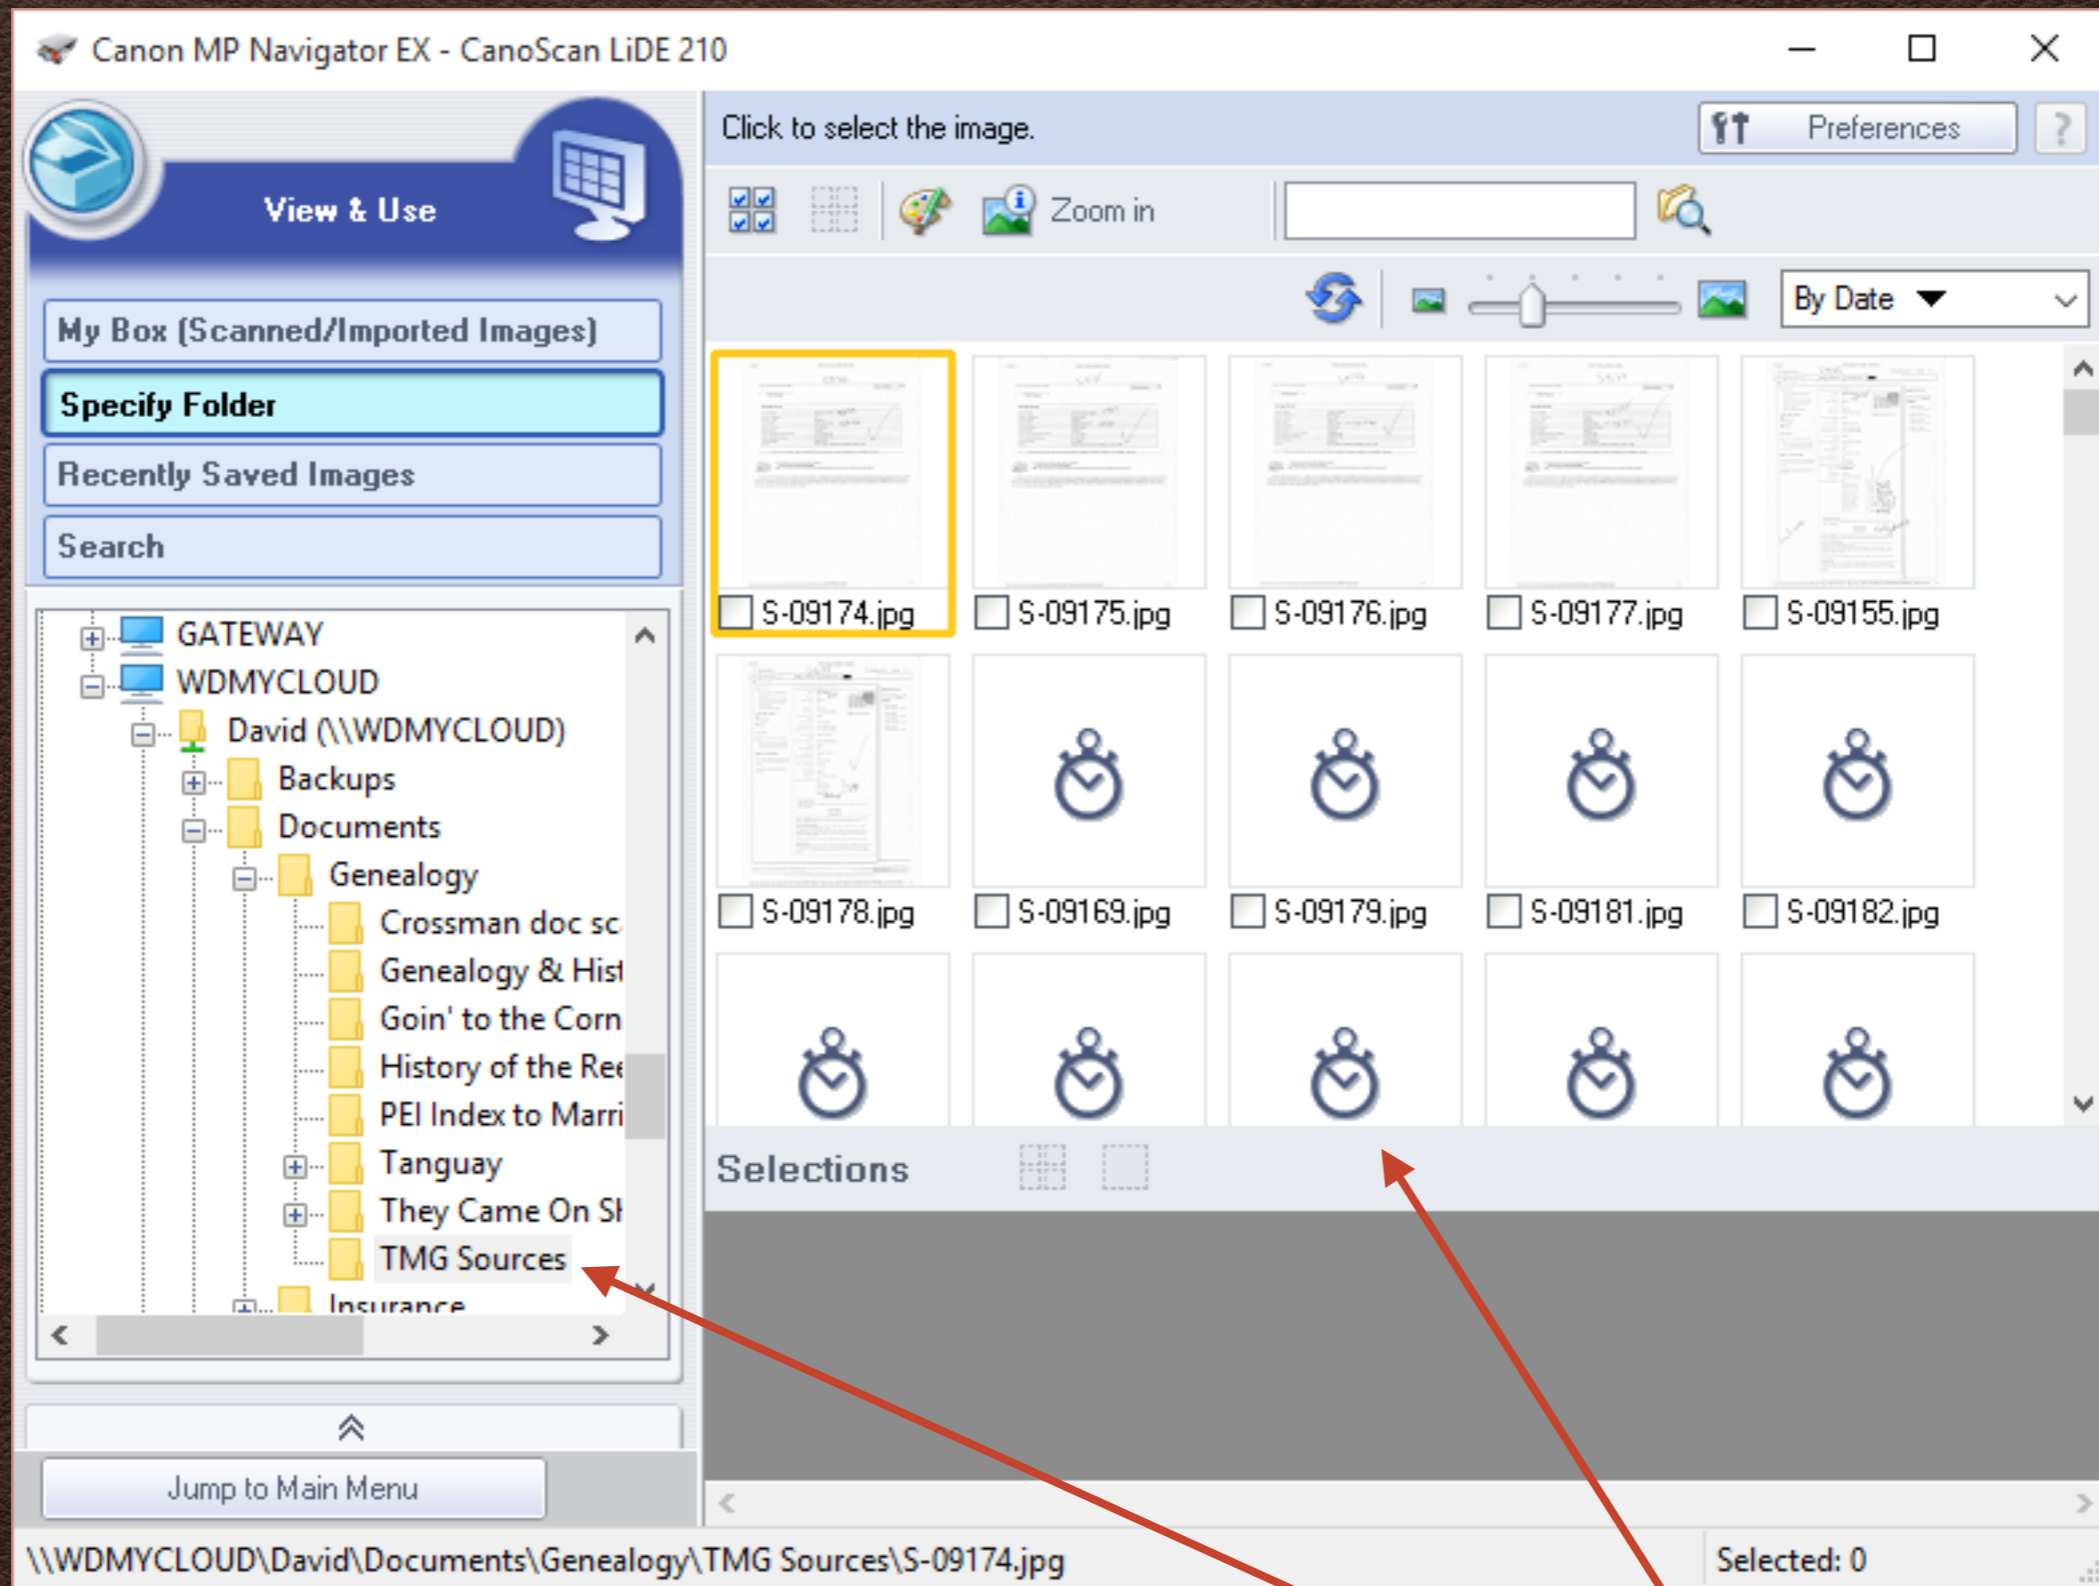 Canon MP Navigator EX - CanoScan LiDE 210
View & Use
My Box (Scanned/Imported Images)
Specify Folder
Recently Saved Images
Search
GATEWAY
WDMYCLOUD
David (\\WDMYCLOUD)
Backups
Documents
Genealogy
Crossman doc sc
Genealogy & Hist
Goin' to the Corn
History of the Ree
PEI Index to Marri
Tanguay
They Came On Sh
TMG Sources
Insurance
Jump to Main Menu
Click to select the image.
Preferences ?
Zoom in
By Date
S-09174.jpg S-09175.jpg S-09176.jpg S-09177.jpg S-09155.jpg
S-09178.jpg S-09169.jpg S-09179.jpg S-09181.jpg S-09182.jpg
Selections
\\WDMYCLOUD\David\Documents\Genealogy\TMG Sources\S-09174.jpg
Selected: 0